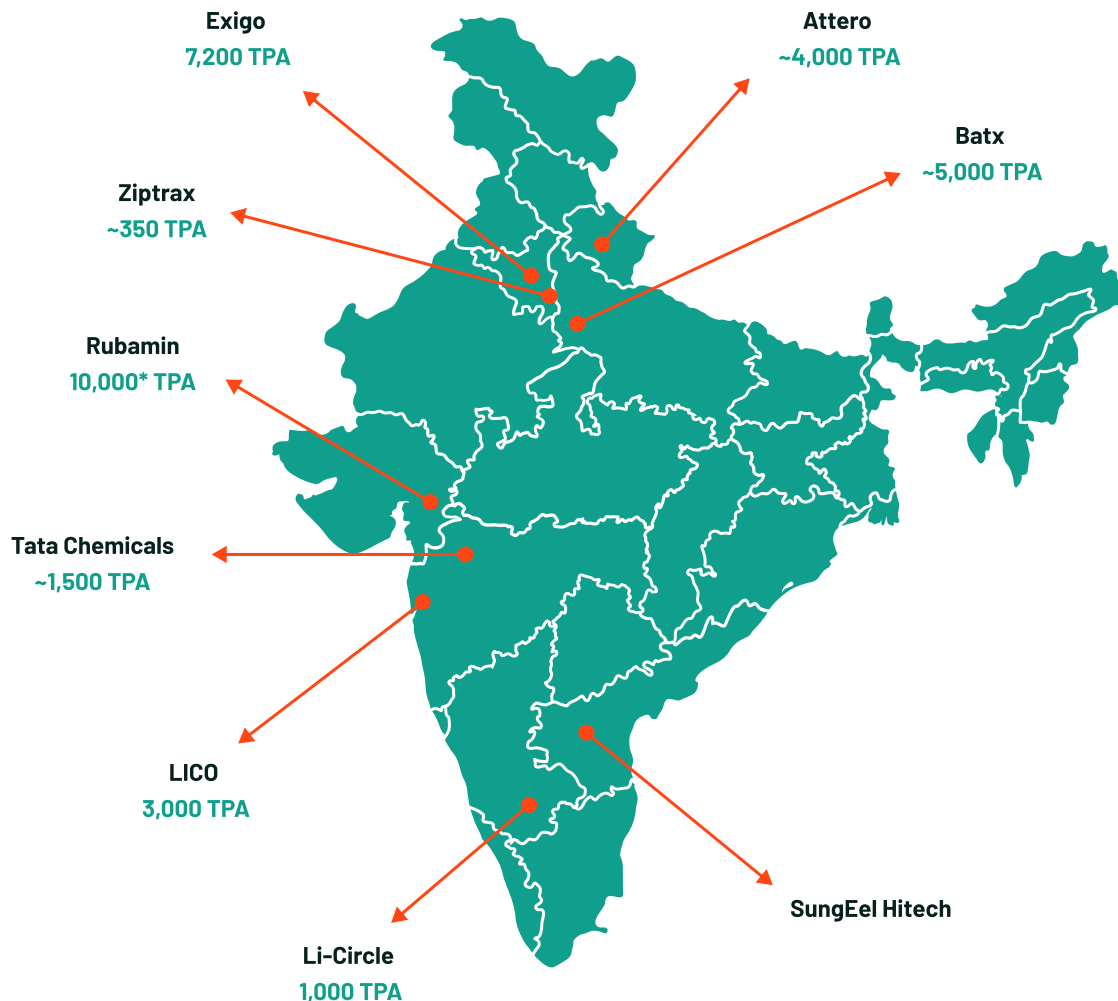 Exigo
7,200 TPA
Attero
~4,000 TPA
Batx
~5,000 TPA
Ziptrax
~350 TPA
Rubamin
10,000* TPA
Tata Chemicals
~1,500 TPA
LICO
3,000 TPA
SungEel Hitech
Li-Circle
1,000 TPA